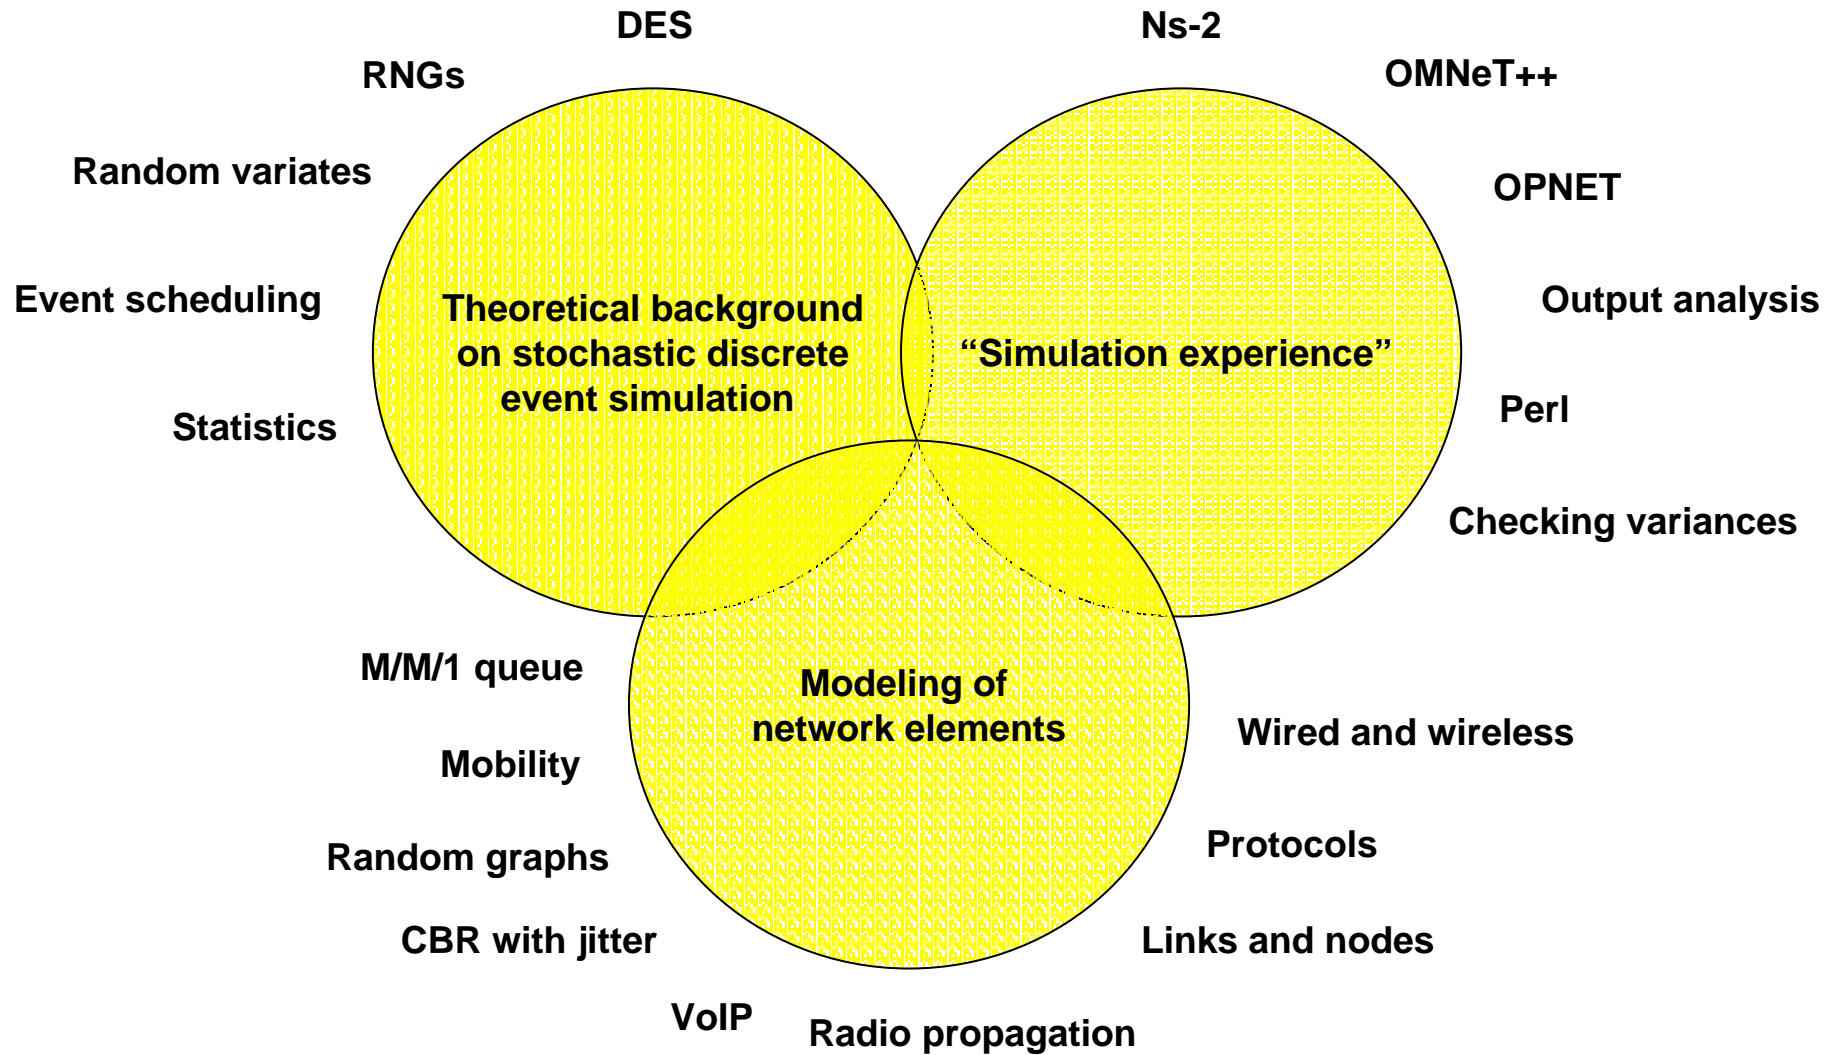 DES
Ns-2
RNGs
OMNeT++
Random variates
OPNET
Event scheduling
Output analysis
Theoretical background
on stochastic discrete
event simulation
“Simulation experience”
Perl
Statistics
Checking variances
M/M/1 queue
Modeling of
network elements
Wired and wireless
Mobility
Protocols
Random graphs
CBR with jitter
Links and nodes
VoIP
Radio propagation